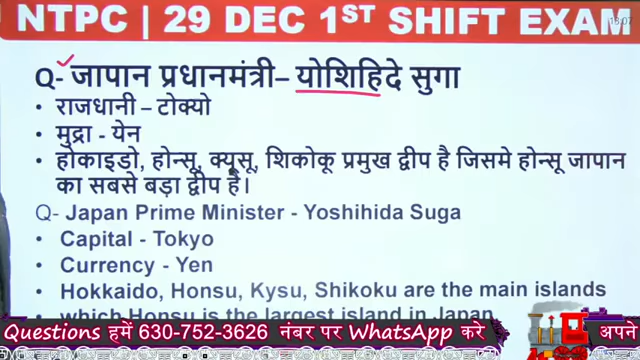 NTPC | 29 DEC 1ST SHIFT EXAM
18:07
Q- जापान प्रधानमंत्री– योशिहिदे सुगा
• राजधानी – टोक्यो
• मुद्रा - येन
• होकाइडो, होन्सू, क्यूसू, शिकोकू प्रमुख द्वीप है जिसमे होन्सू जापान
का सबसे बड़ा द्वीप है।
Q- Japan Prime Minister - Yoshihida Suga
• Capital - Tokyo
• Currency - Yen
• Hokkaido, Honsu, Kysu, Shikoku are the main islands
which Honsu is the largest island in Japan
Questions हमें 630-752-3626 नंबर पर WhatsApp करे अपने